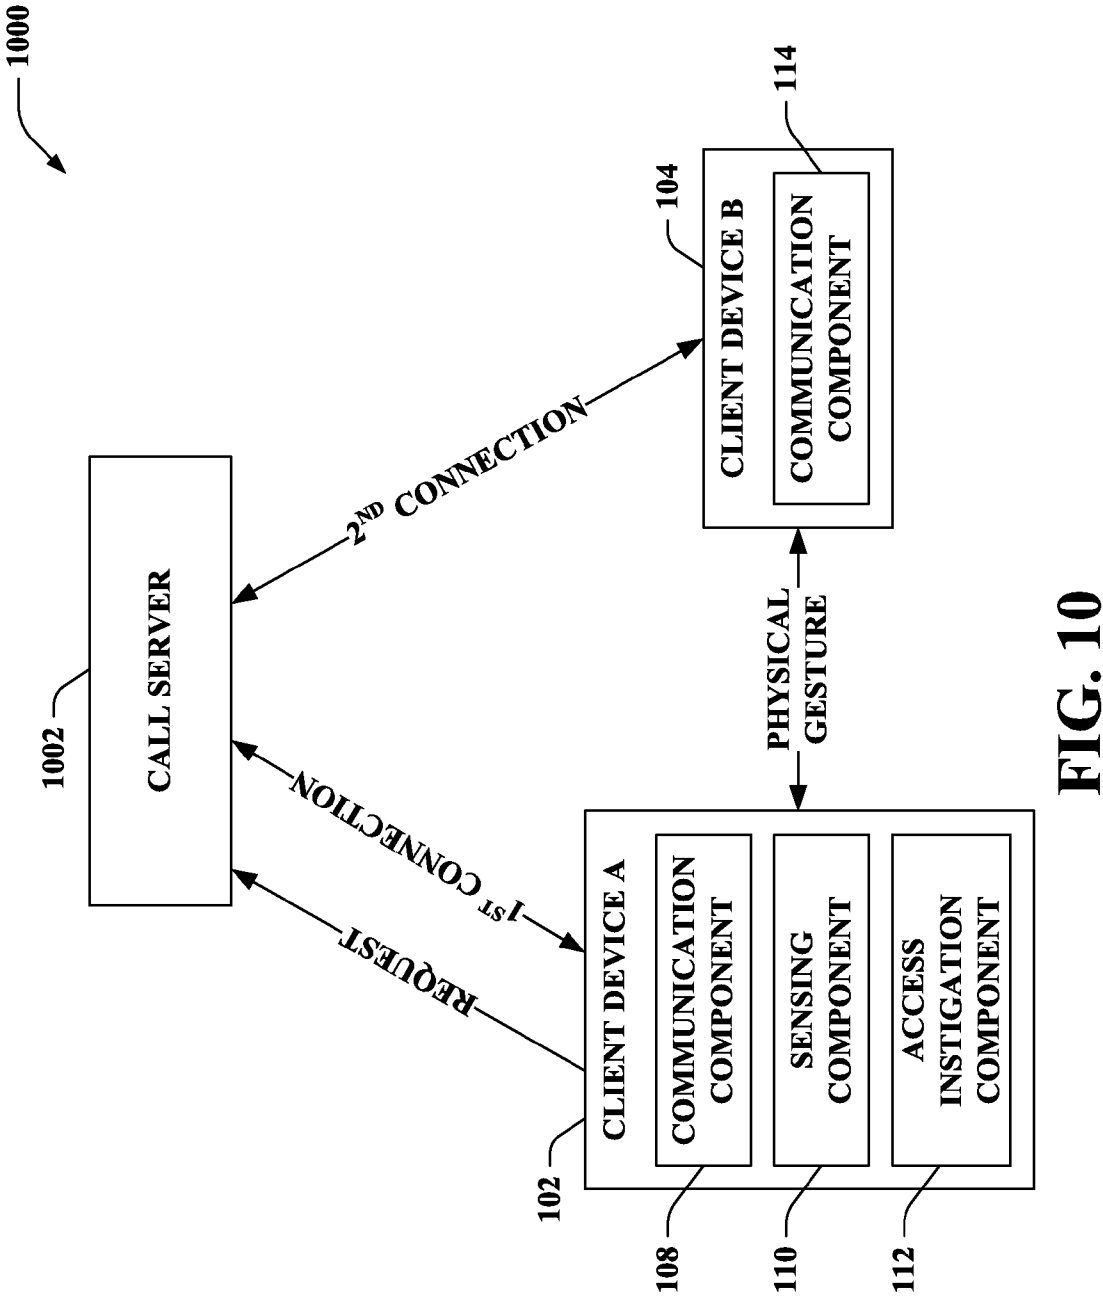 1000
1002
CALL SERVER
REQUEST
1ST CONNECTION
2ND CONNECTION
102
CLIENT DEVICE A
108
COMMUNICATION
COMPONENT
110
SENSING
COMPONENT
112
ACCESS
INSTIGATION
COMPONENT
PHYSICAL
GESTURE
104
CLIENT DEVICE B
114
COMMUNICATION
COMPONENT
FIG. 10